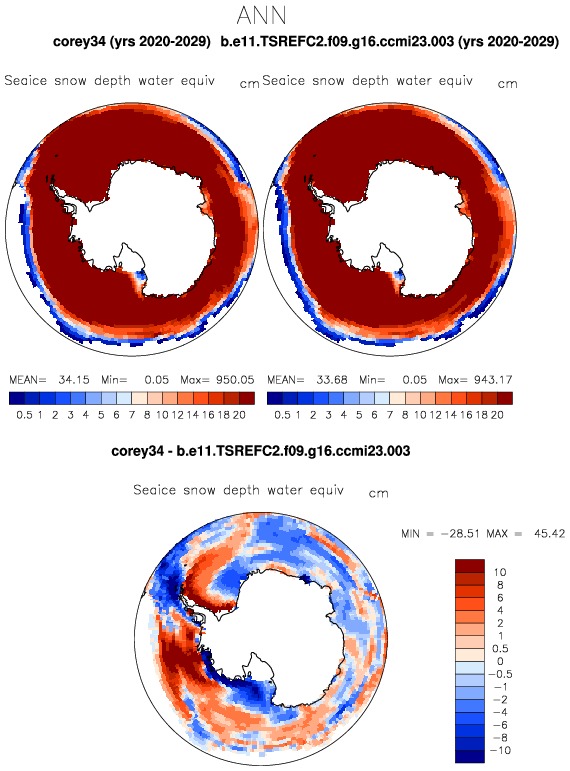 ANN
corey34 (yrs 2020-2029) b.e11.TSREFC2.f09.g16.ccmi23.003 (yrs 2020-2029)
Seaice snow depth water equiv cm Seaice snow depth water equiv cm
MEAN= 34.15 Min= 0.05 Max= 950.05 MEAN= 33.68 Min= 0.05 Max= 943.17
0.5 1 2 3 4 5 6 7 8 10 12 14 16 18 20 0.5 1 2 3 4 5 6 7 8 10 12 14 16 18 20
corey34 - b.e11.TSREFC2.f09.g16.ccmi23.003
Seaice snow depth water equiv cm
MIN = -28.51 MAX = 45.42
10
8
6
4
2
1
0.5
0
-0.5
-1
-2
-4
-6
-8
-10